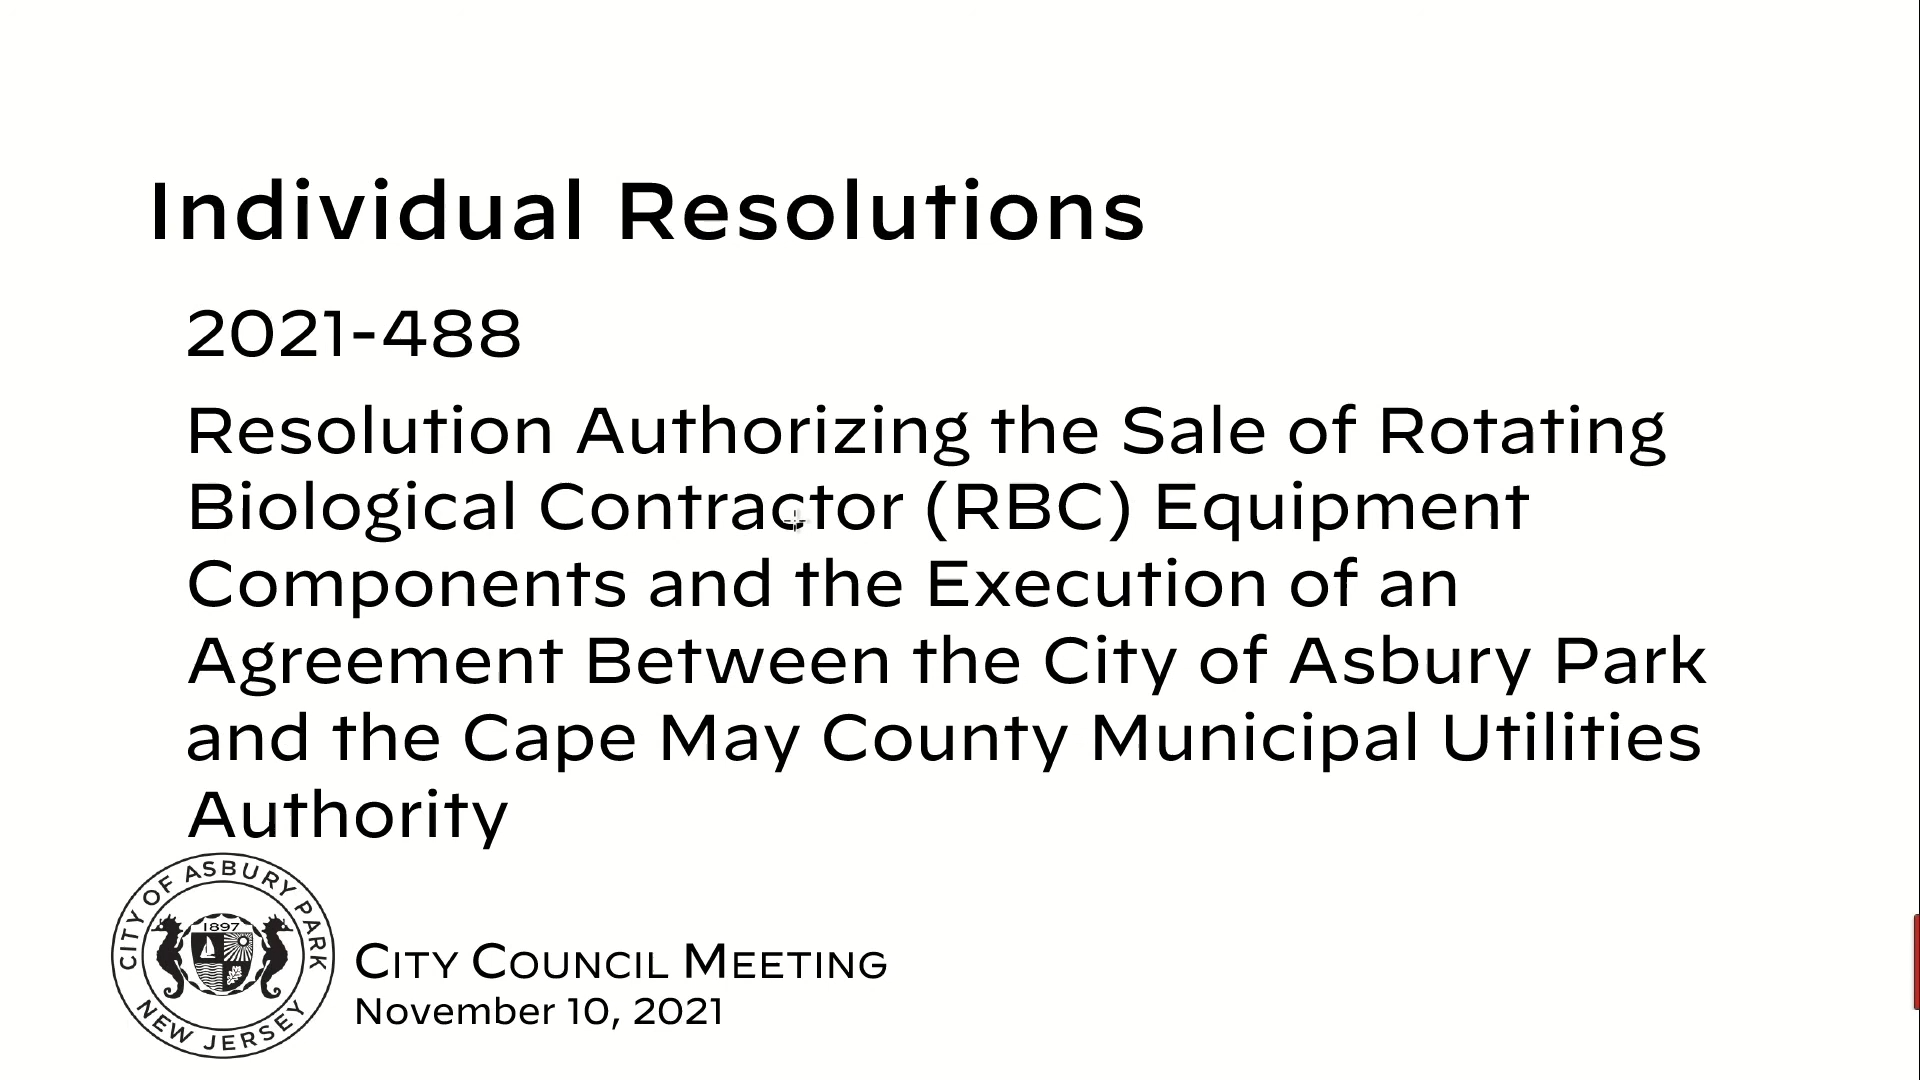 Individual Resolutions
2021-488
Resolution Authorizing the Sale of Rotating
Biological Contractor (RBC) Equipment
Components and the Execution of an
Agreement Between the City of Asbury Park
and the Cape May County Municipal Utilities
Authority
CITY OF ASBURY PARK
1897
NEW JERSEY
CITY COUNCIL MEETING
November 10, 2021